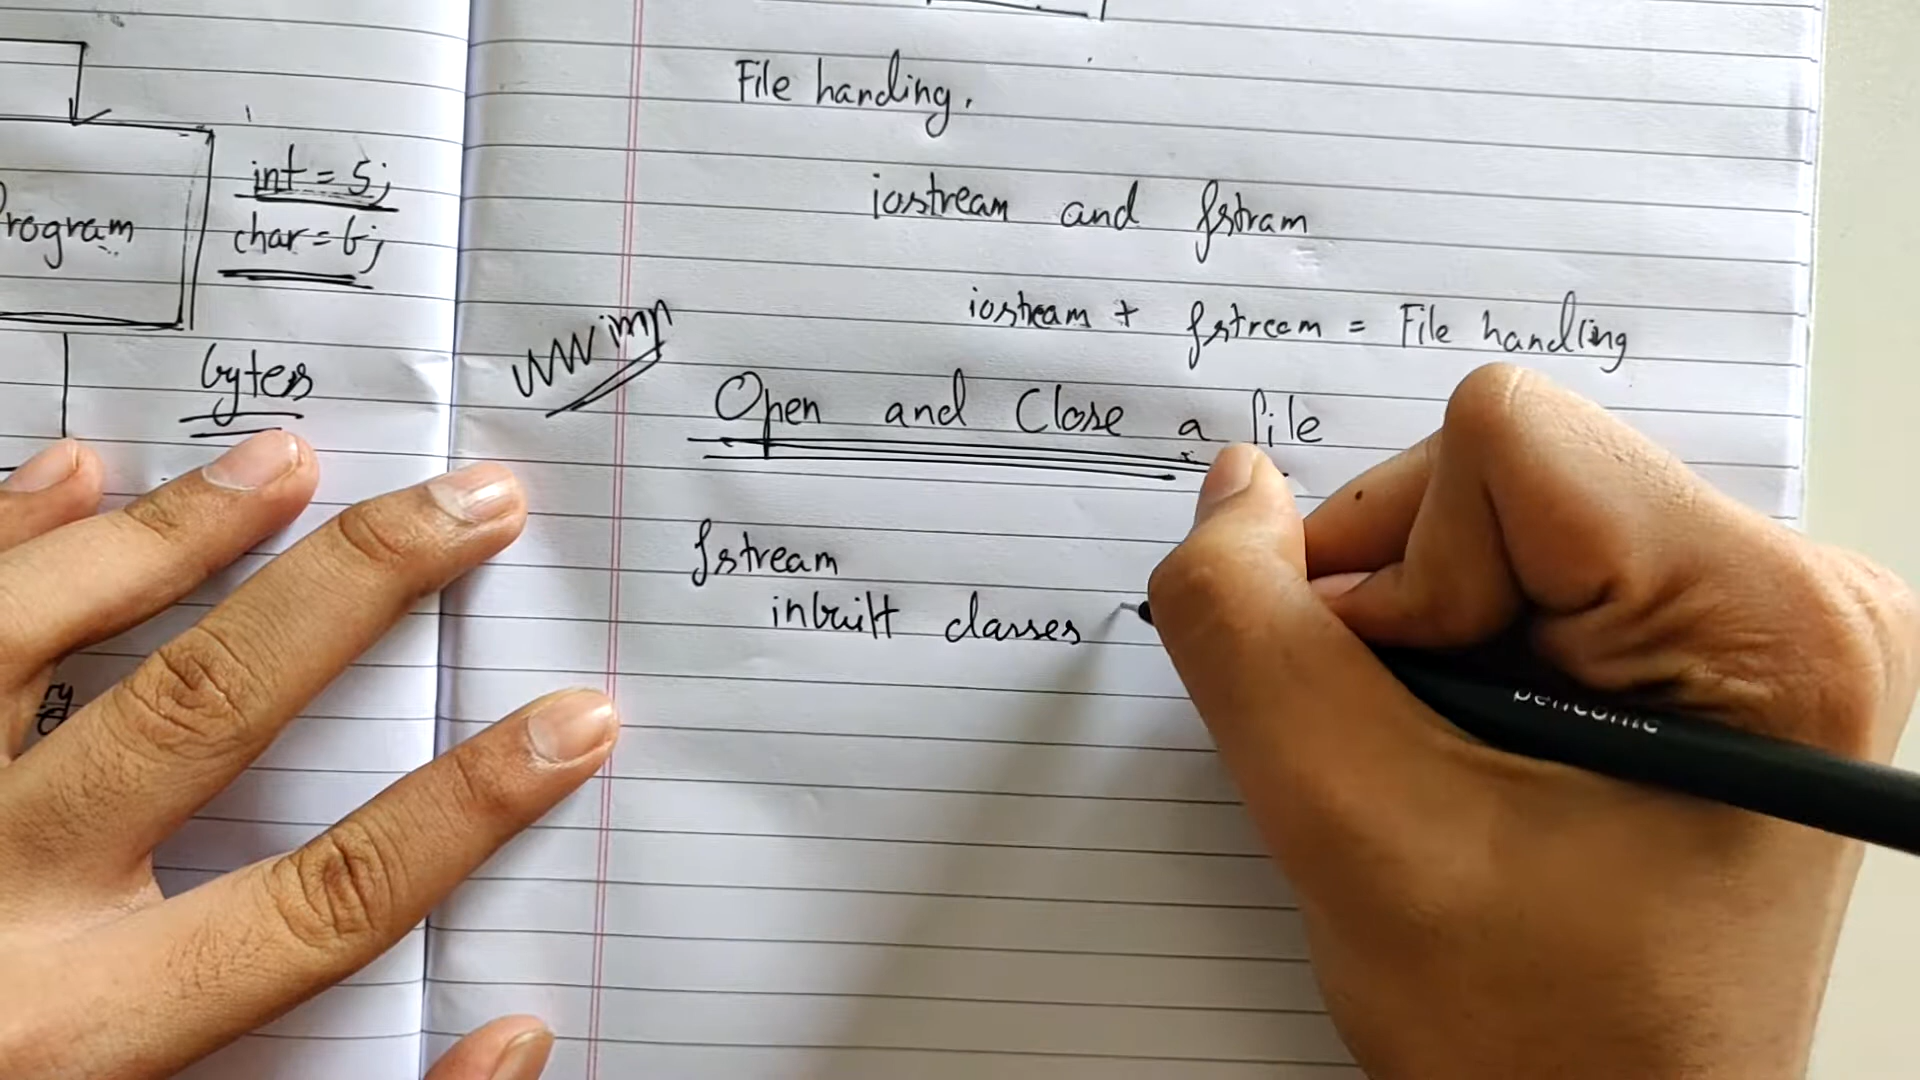 Program
int = 5;
char = 6;
bytes
File handing.
iostream and fstram
iostream + fstream = File handling
imp
Open and Close a file
fstream
inbuilt classes